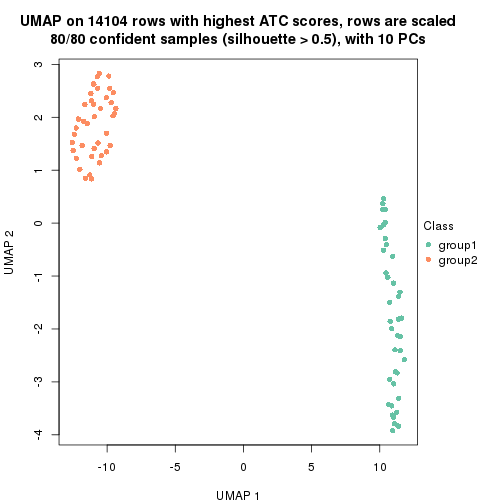 UMAP on 14104 rows with highest ATC scores, rows are scaled
80/80 confident samples (silhouette > 0.5), with 10 PCs
3
2
1
0
-1
-2
-3
-4
UMAP 2
-10
-5
0
5
10
UMAP 1
Class
group1
group2